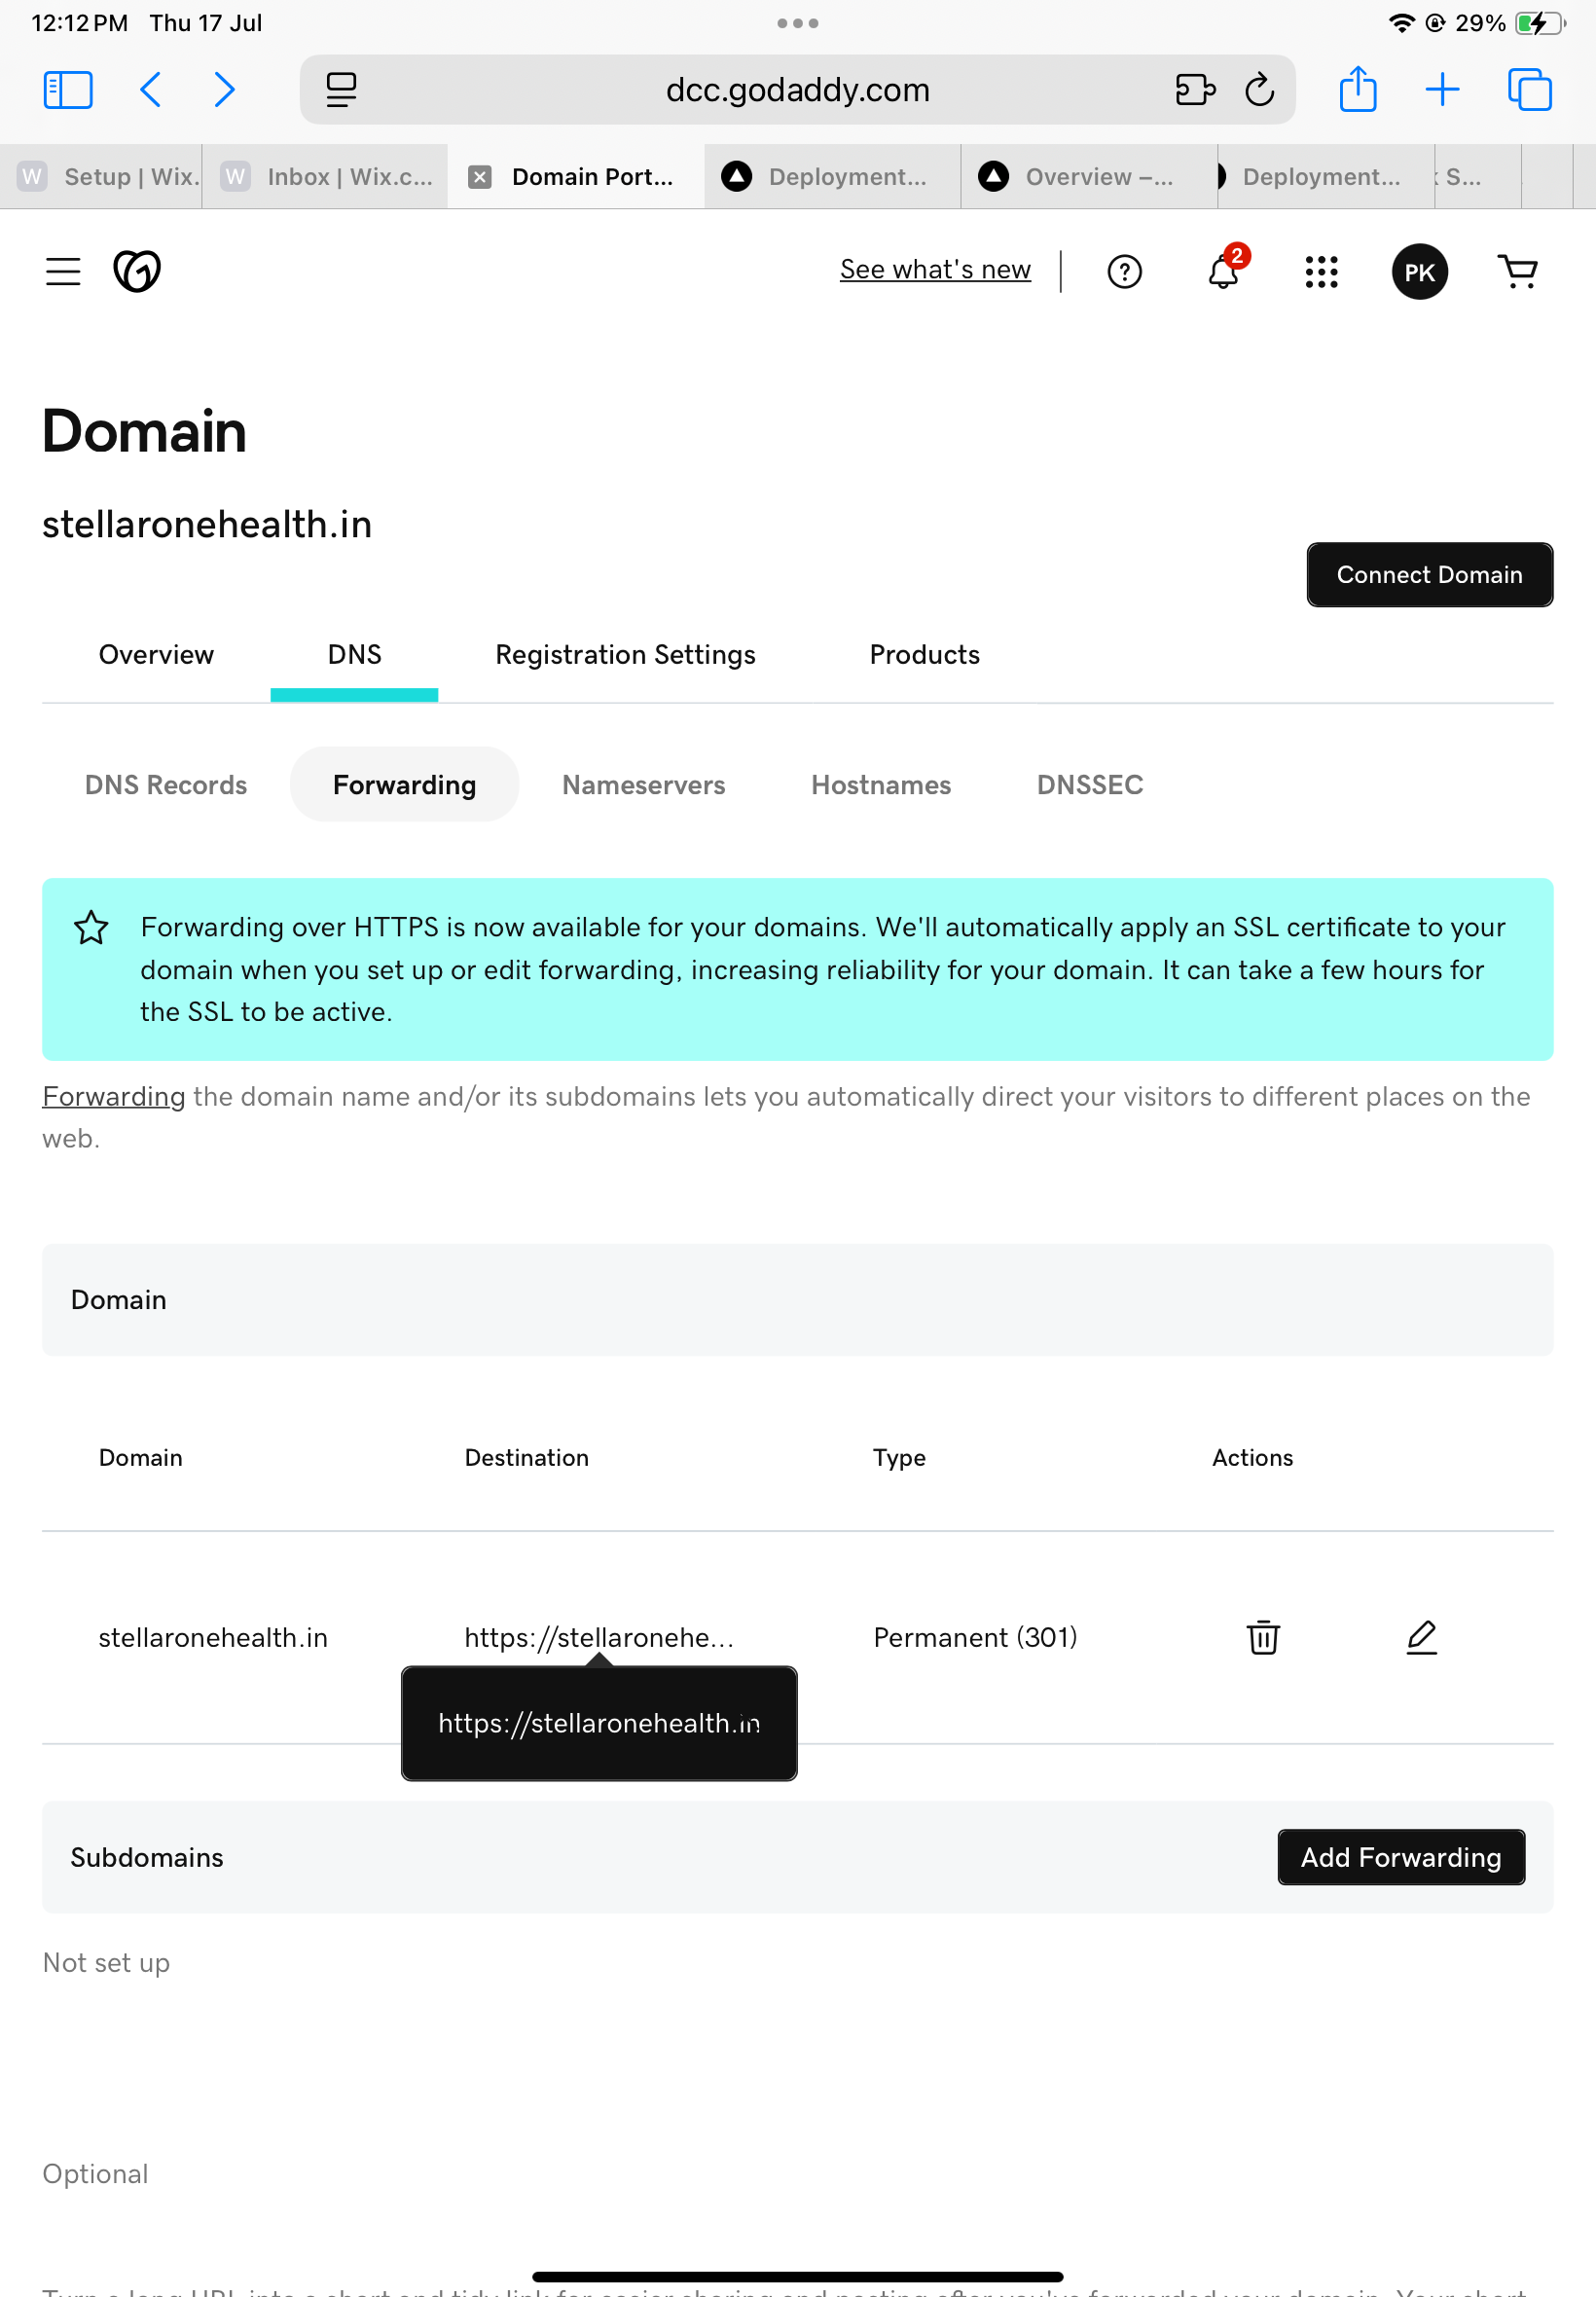 12:12 PM Thu 17 Jul
29%
dcc.godaddy.com
W Setup | Wix.
W Inbox | Wix.c...
Domain Port...
Deployment...
Overview –...
Deployment...
S...
See what's new
2
PK
Domain
stellaronehealth.in
Connect Domain
Overview DNS Registration Settings Products
DNS Records Forwarding Nameservers Hostnames DNSSEC
Forwarding over HTTPS is now available for your domains. We'll automatically apply an SSL certificate to your
domain when you set up or edit forwarding, increasing reliability for your domain. It can take a few hours for
the SSL to be active.
Forwarding the domain name and/or its subdomains lets you automatically direct your visitors to different places on the
web.
Domain
Domain Destination Type Actions
stellaronehealth.in https://stellaronehe... Permanent (301)
https://stellaronehealth.in
Subdomains Add Forwarding
Not set up
Optional